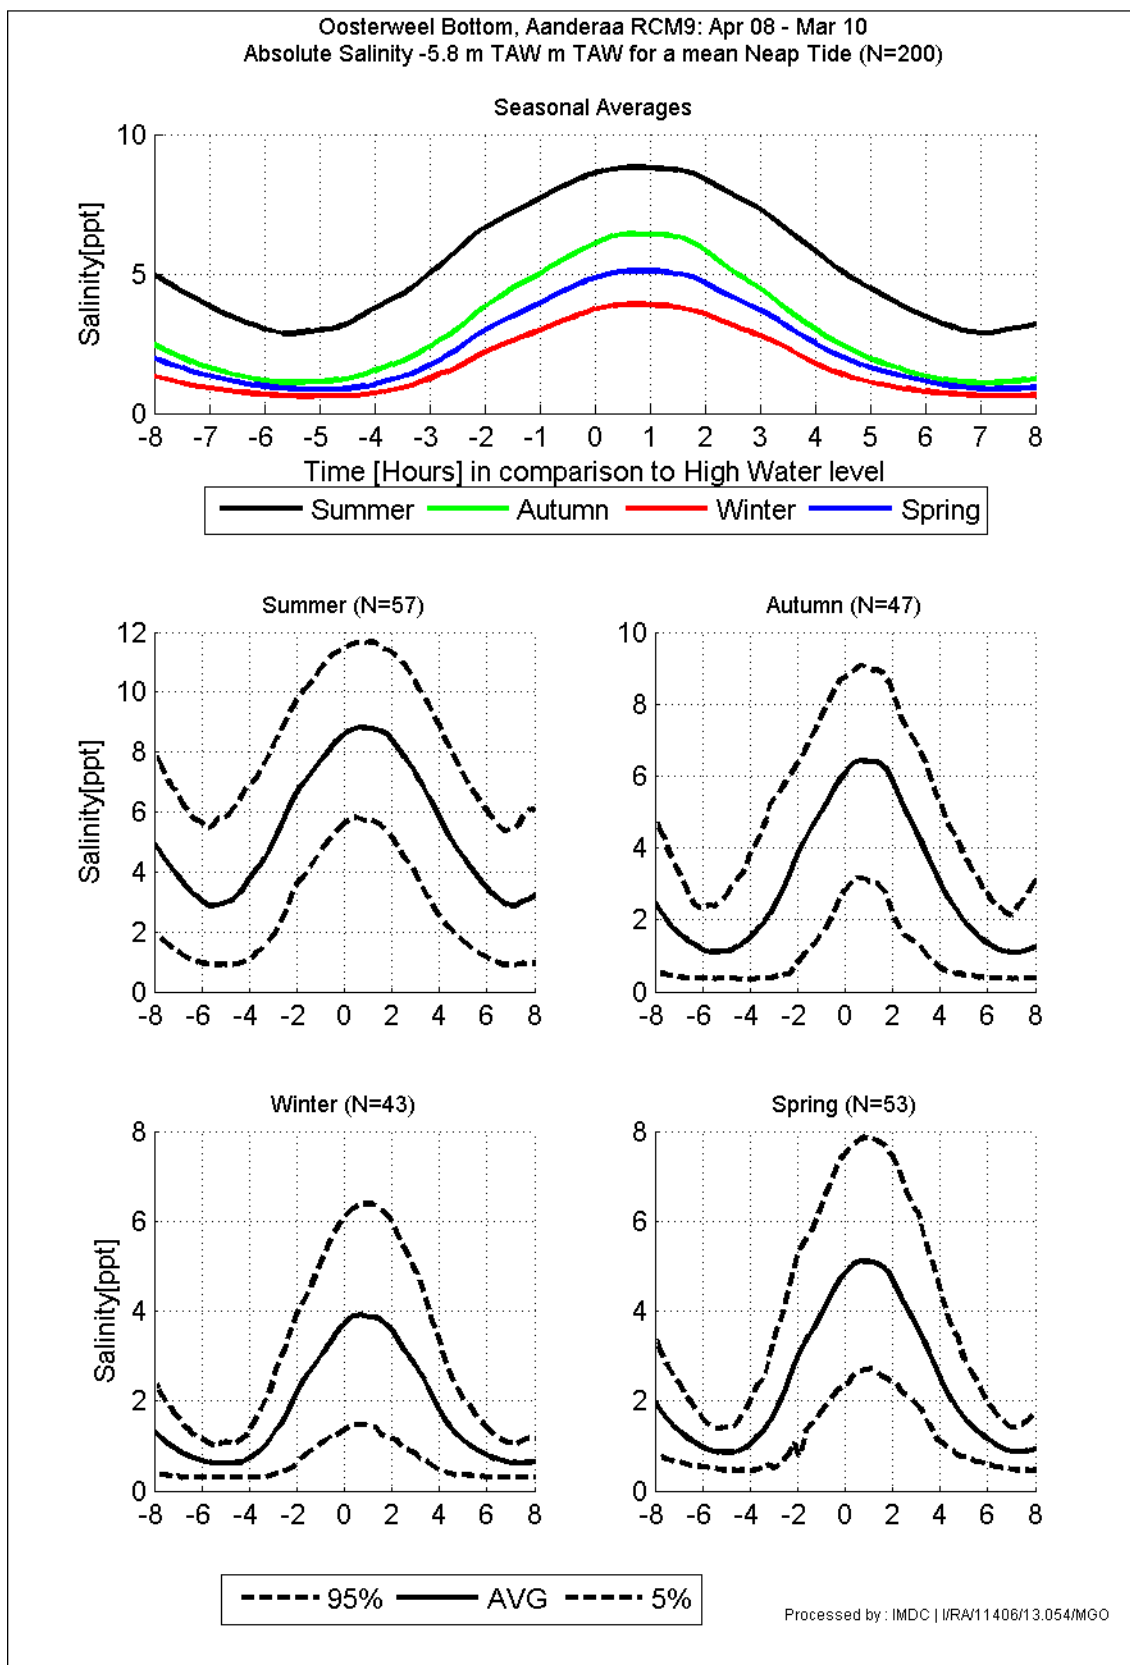 Oosterweel Bottom, Aanderaa RCM9: Apr 08 - Mar 10
Absolute Salinity -5.8 m TAW m TAW for a mean Neap Tide (N=200)
Seasonal Averages
10
5
0
Salinity[ppt]
-8 -7 -6 -5 -4 -3 -2 -1 0 1 2 3 4 5 6 7 8
Time [Hours] in comparison to High Water level
Summer Autumn Winter Spring
Summer (N=57)
12
10
8
6
4
2
0
Salinity[ppt]
-8 -6 -4 -2 0 2 4 6 8
Autumn (N=47)
10
8
6
4
2
0
-8 -6 -4 -2 0 2 4 6 8
Winter (N=43)
8
6
4
2
0
Salinity[ppt]
-8 -6 -4 -2 0 2 4 6 8
Spring (N=53)
8
6
4
2
0
-8 -6 -4 -2 0 2 4 6 8
95% AVG 5%
Processed by : IMDC | I/RA/11406/13.054/MGO